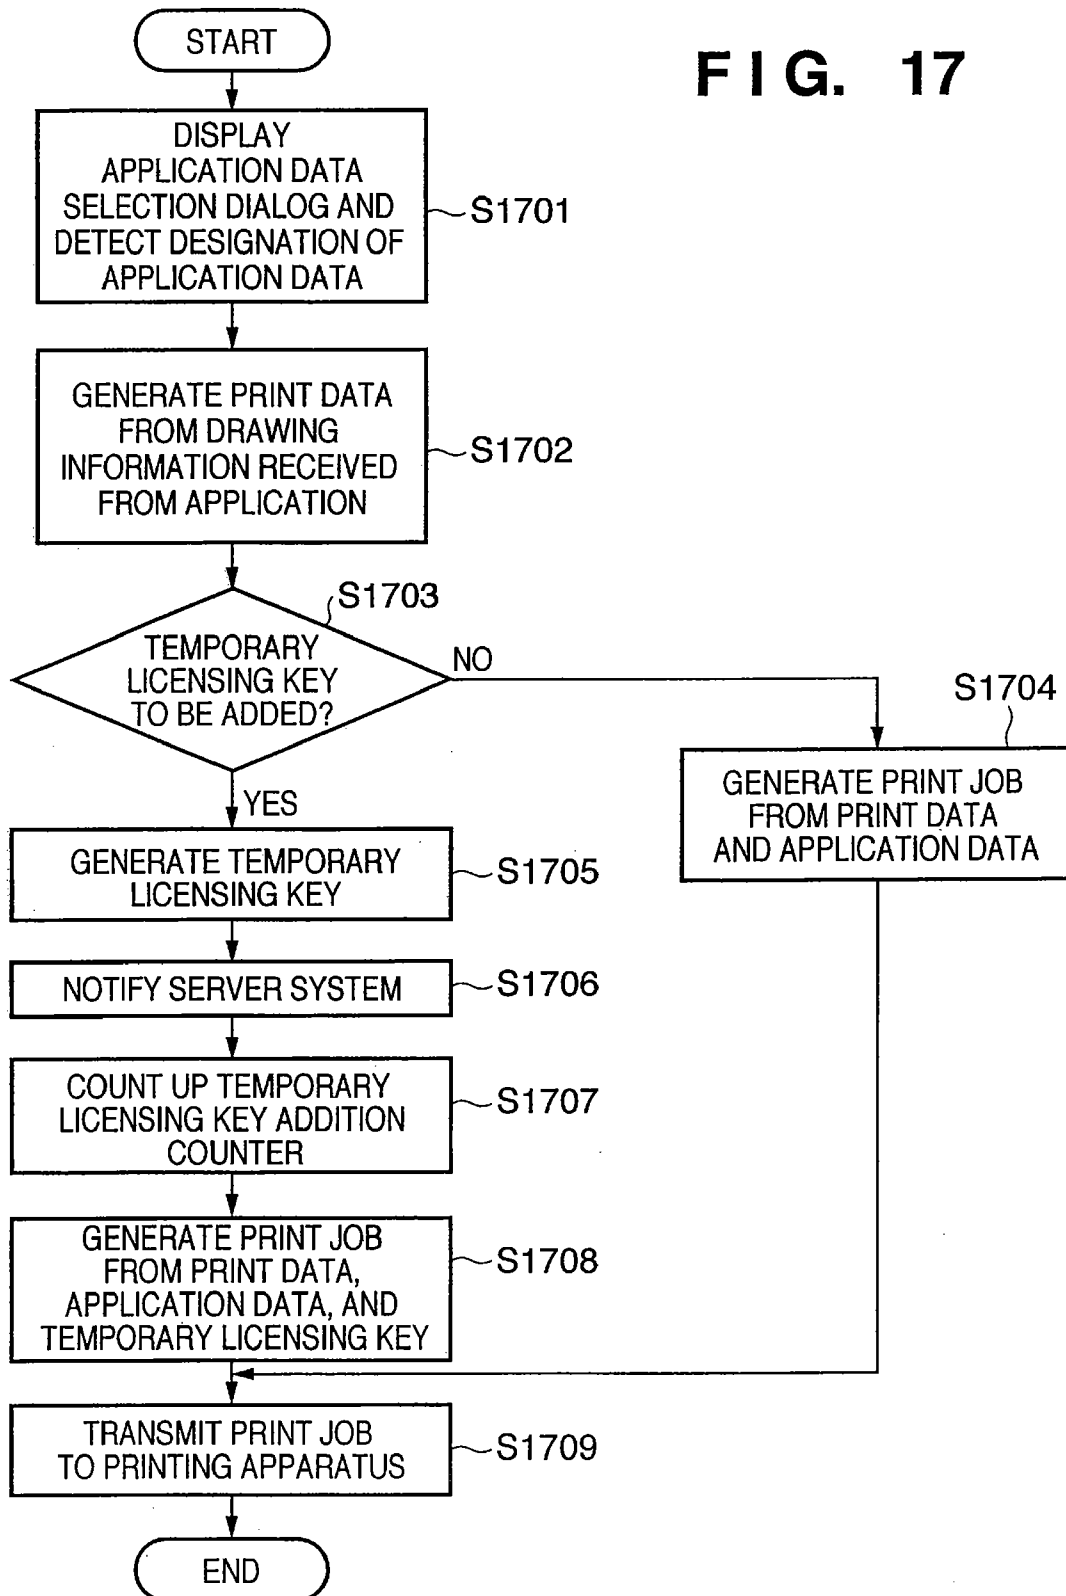 START
FIG. 17
DISPLAY
APPLICATION DATA
SELECTION DIALOG AND
DETECT DESIGNATION OF
APPLICATION DATA
S1701
GENERATE PRINT DATA
FROM DRAWING
INFORMATION RECEIVED
FROM APPLICATION
S1702
S1703
TEMPORARY
LICENSING KEY
TO BE ADDED?
NO
YES
S1704
GENERATE PRINT JOB
FROM PRINT DATA
AND APPLICATION DATA
GENERATE TEMPORARY
LICENSING KEY
S1705
NOTIFY SERVER SYSTEM
S1706
COUNT UP TEMPORARY
LICENSING KEY ADDITION
COUNTER
S1707
GENERATE PRINT JOB
FROM PRINT DATA,
APPLICATION DATA, AND
TEMPORARY LICENSING KEY
S1708
TRANSMIT PRINT JOB
TO PRINTING APPARATUS
S1709
END